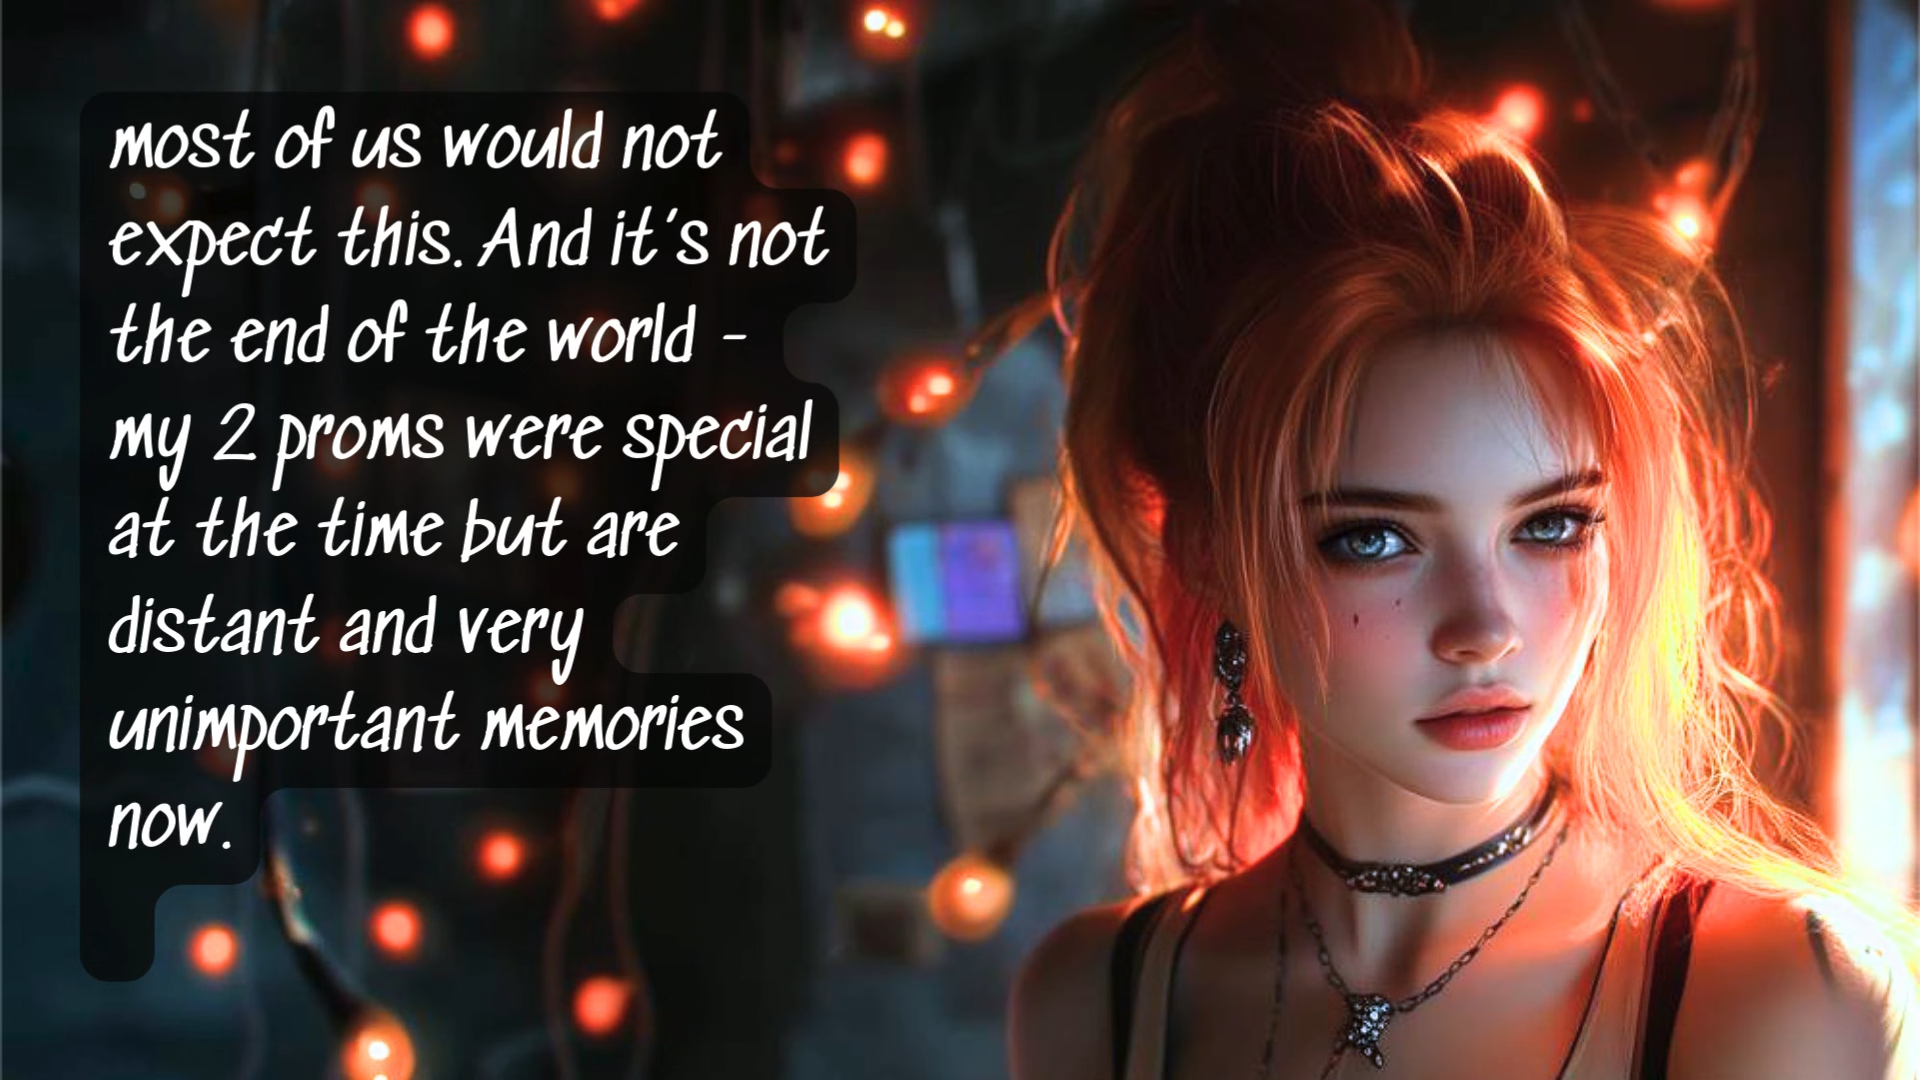 most of us would not
expect this. And it's not
the end of the world -
my 2 proms were special
at the time but are
distant and very
unimportant memories
now.